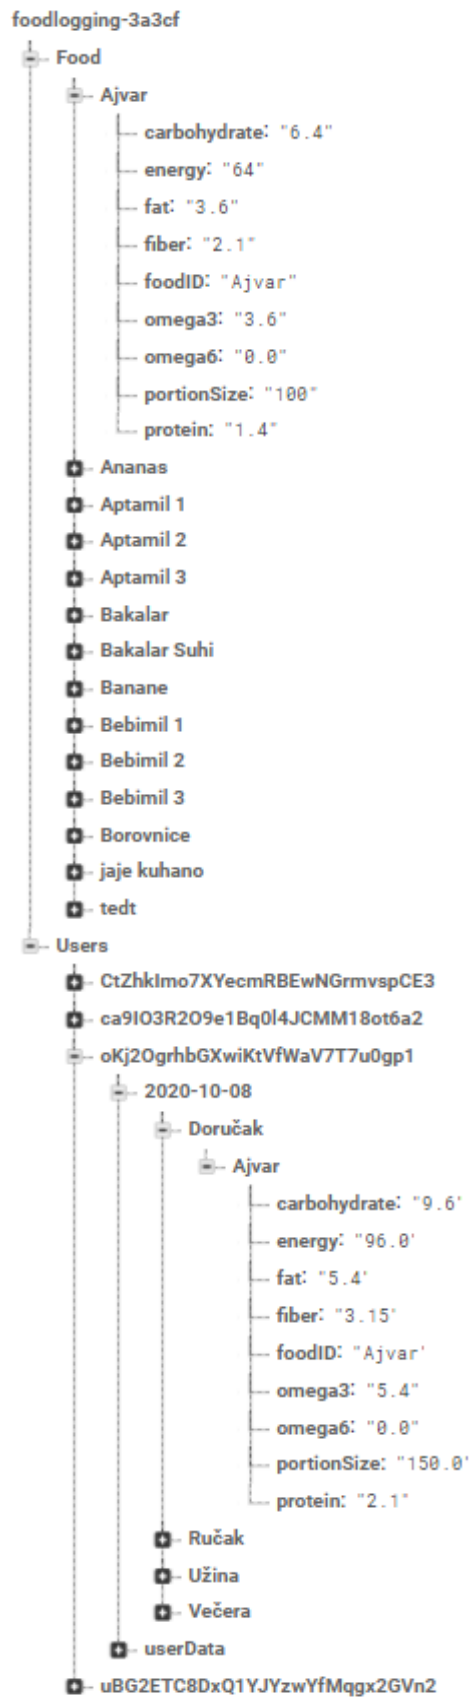 foodlogging-3a3cf
Food
Ajvar
carbohydrate: "6.4"
energy: "64"
fat: "3.6"
fiber: "2.1"
foodID: "Ajvar"
omega3: "3.6"
omega6: "0.0"
portionSize: "100"
protein: "1.4"
Ananas
Aptamil 1
Aptamil 2
Aptamil 3
Bakalar
Bakalar Suhi
Banane
Bebimil 1
Bebimil 2
Bebimil 3
Borovnice
jaje kuhano
tedt
Users
CtZhkImo7XYecmRBEwNGrmvspCE3
ca9IO3R2O9e1Bq0l4JCMM18ot6a2
oKj2OgrhbGXwiKtVfWaV7T7u0gp1
2020-10-08
Doručak
Ajvar
carbohydrate: "9.6'
energy: "96.0'
fat: "5.4'
fiber: "3.15'
foodID: "Ajvar'
omega3: "5.4"
omega6: "0.0"
portionSize: "150.0'
protein: "2.1"
Ručak
Užina
Večera
userData
uBG2ETC8DxQ1YJYzwYfMqgx2GVn2